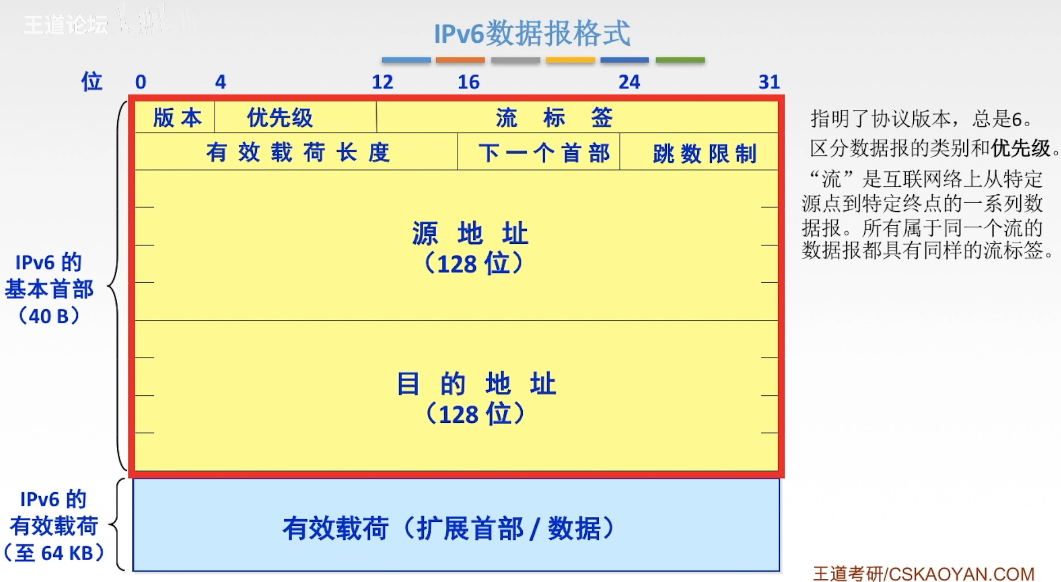 王道论坛
IPv6数据报格式
位 0 4 12 16 24 31
版本 优先级 流 标 签
有效载荷长度 下一个首部 跳数限制
源 地 址
（128 位）
目 的 地 址
（128 位）
有效载荷（扩展首部 / 数据）
IPv6 的
基本首部
（40 B）
IPv6 的
有效载荷
（至 64 KB）
指明了协议版本，总是6。
区分数据报的类别和优先级。
“流”是互联网络上从特定
源点到特定终点的一系列数
据报。所有属于同一个流的
数据报都具有同样的流标签。
王道考研/CSKAOYAN.COM